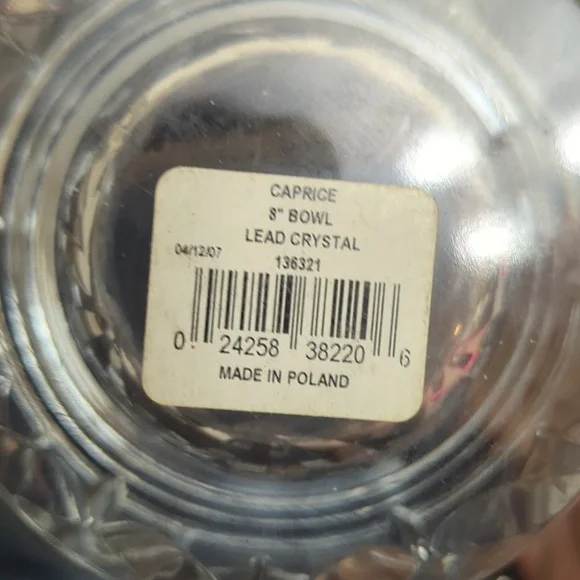 CAPRICE
8" BOWL
LEAD CRYSTAL
04/12/07
136321
0 24258 38220 6
MADE IN POLAND